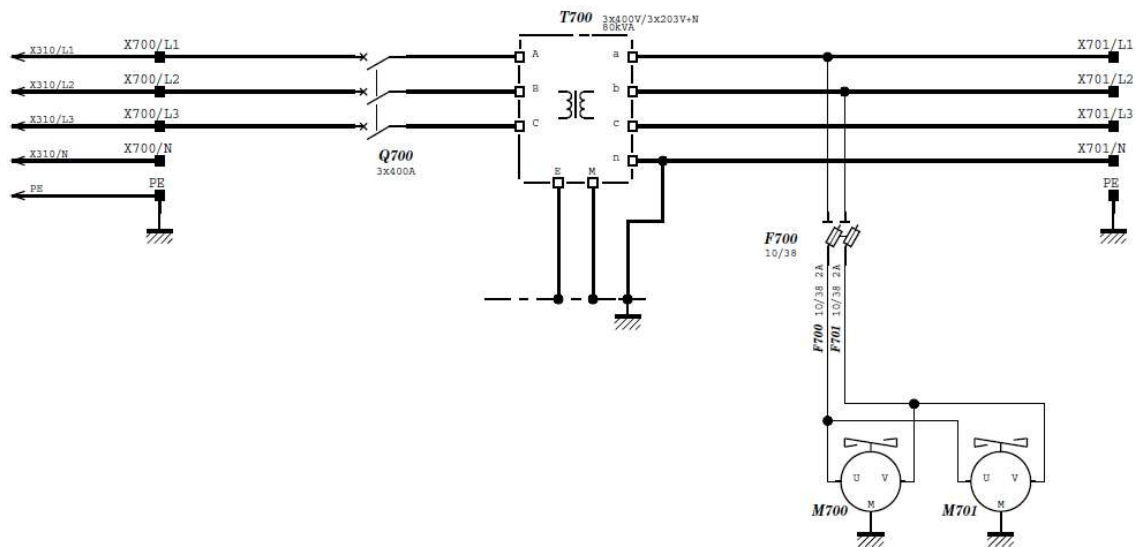 T700 3x400V/3x203V+N
80kVA
X310/L1 X700/L1 A a X701/L1
X310/L2 X700/L2 B b X701/L2
X310/L3 X700/L3 C c X701/L3
X310/N X700/N n X701/N
Q700
3x400A
PE PE E M PE
F700
10/38
F700 10/38 2A
F701 10/38 2A
U V U V
M M
M700 M701